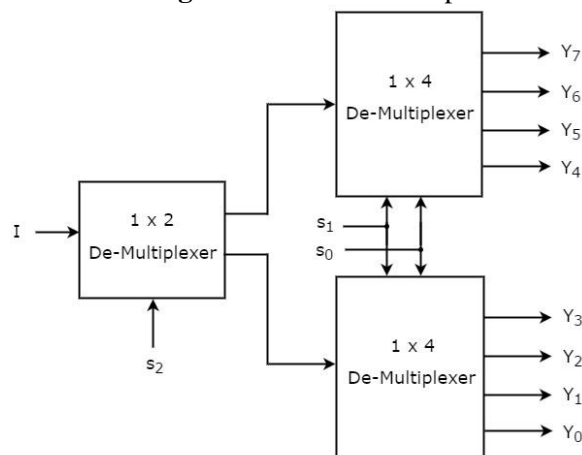 1 x 4
De-Multiplexer
Y7
Y6
Y5
Y4
1 x 2
De-Multiplexer
I
s2
s1
s0
1 x 4
De-Multiplexer
Y3
Y2
Y1
Y0